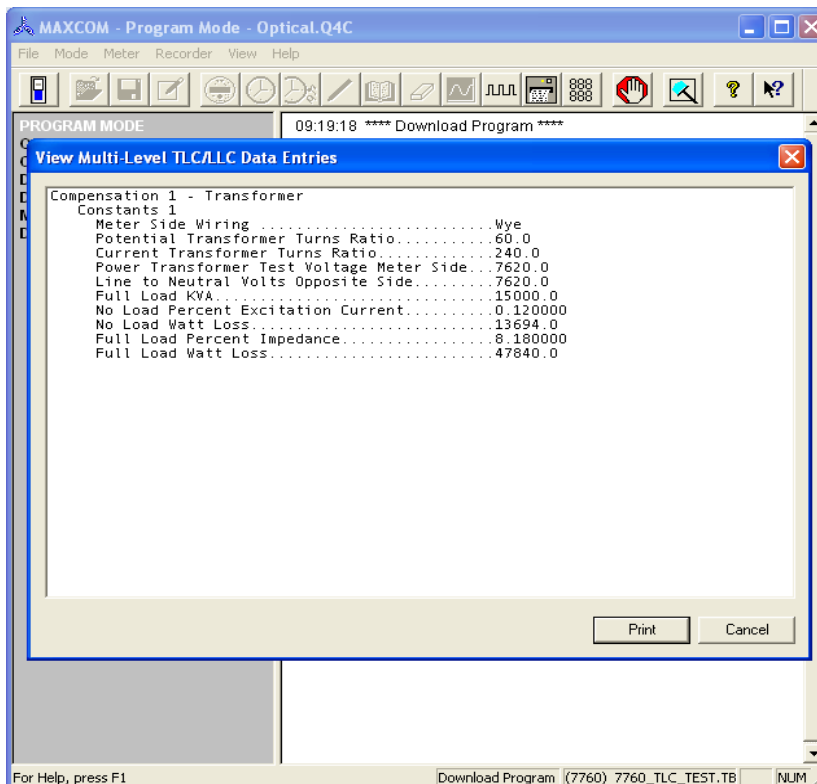 MAXCOM - Program Mode - Optical.Q4C
File Mode Meter Recorder View Help
PROGRAM MODE
09:19:18 **** Download Program ****
View Multi-Level TLC/LLC Data Entries
Compensation 1 - Transformer
Constants 1
Meter Side Wiring ..........................Wye
Potential Transformer Turns Ratio...........60.0
Current Transformer Turns Ratio.............240.0
Power Transformer Test Voltage Meter Side...7620.0
Line to Neutral Volts Opposite Side.........7620.0
Full Load KVA...............................15000.0
No Load Percent Excitation Current..........0.120000
No Load Watt Loss...........................13694.0
Full Load Percent Impedance.................8.180000
Full Load Watt Loss.........................47840.0
Print
Cancel
For Help, press F1
Download Program
(7760) 7760_TLC_TEST.TB
NUM